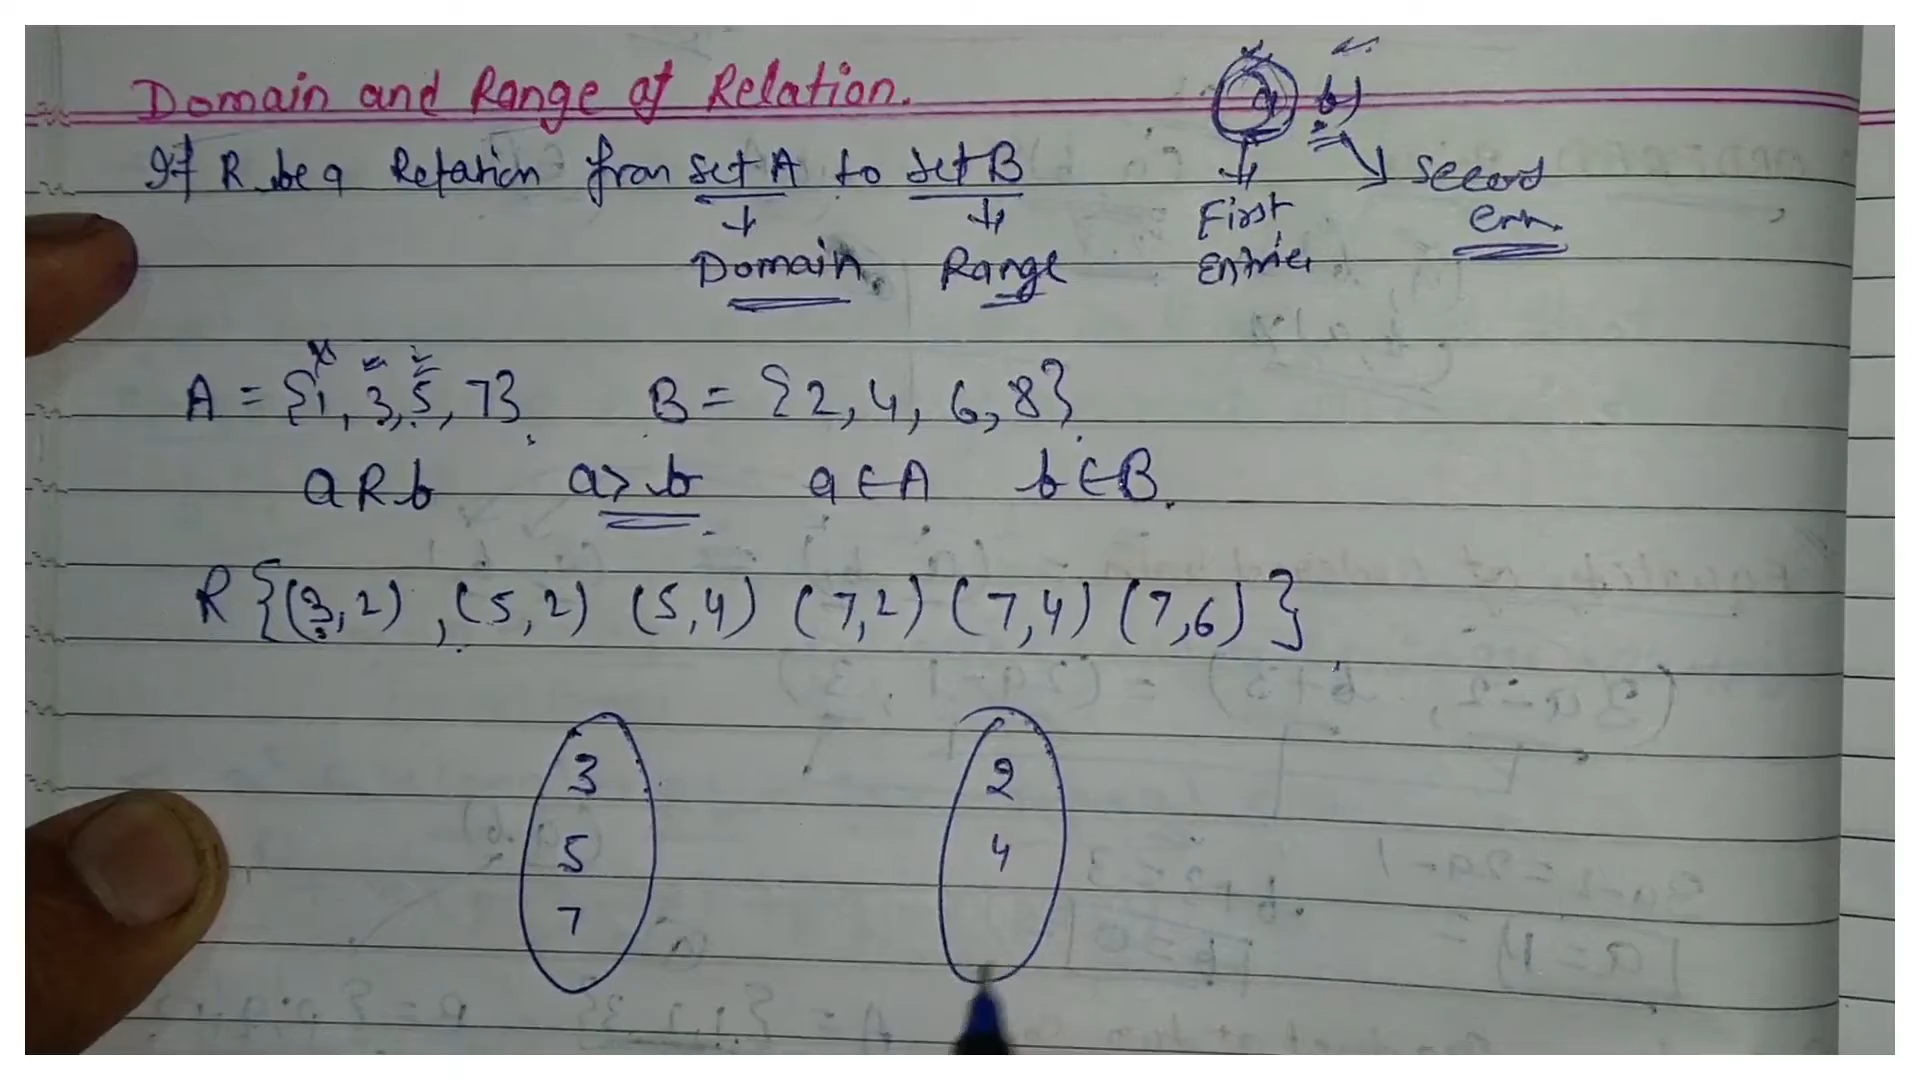 Domain and Range of Relation.
a, b)
If R be a Relation from set A to set B
Second
First
Entries
Domain. Range
A = {1, 3, 5, 7} B = {2, 4, 6, 8}
a R b a > b a ∈ A b ∈ B.
R {(3,2), (5,2) (5,4) (7,2) (7,4) (7,6) }
3 2
5 4
7